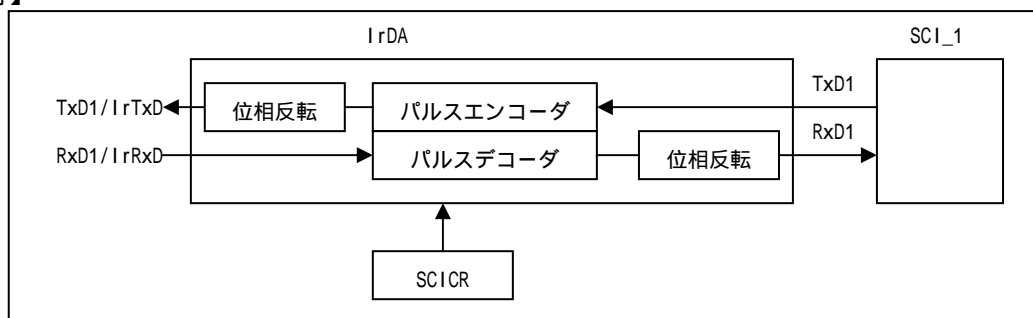 IrDA
SCI_1
TxD1/IrTxD
位相反転
パルスエンコーダ
TxD1
RxD1/IrRxD
パルスデコーダ
位相反転
RxD1
SCICR